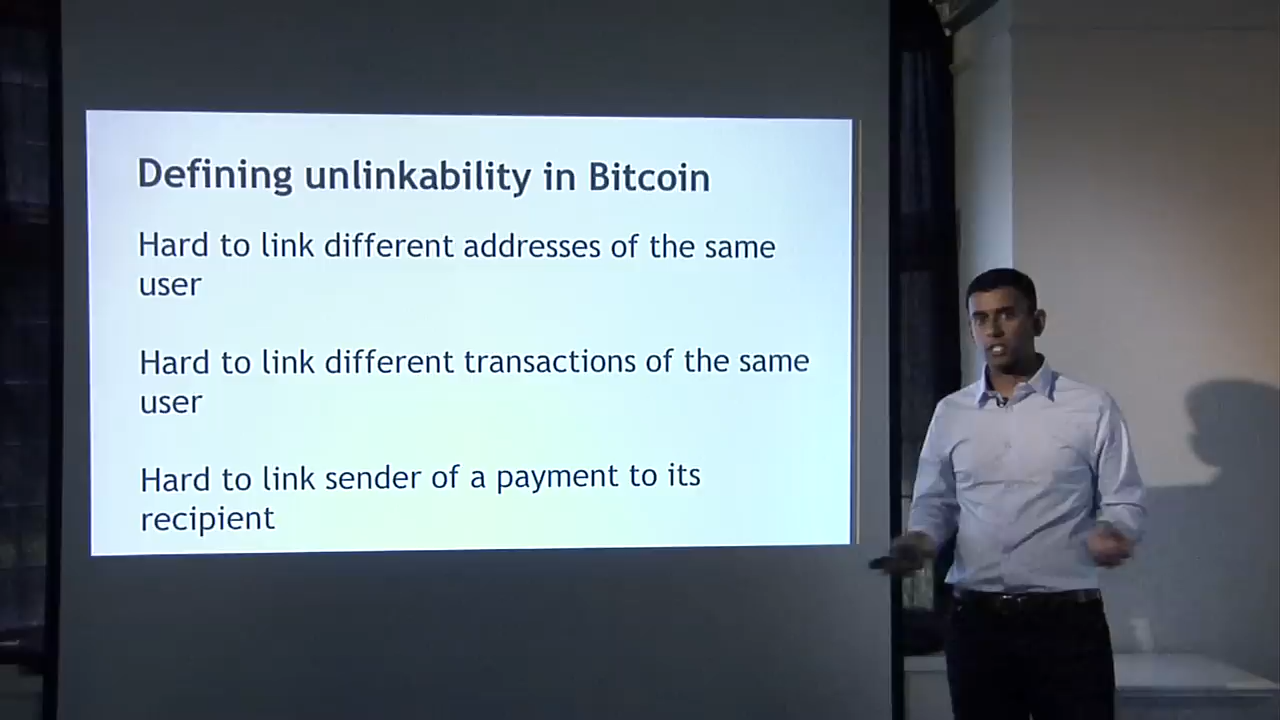 Defining unlinkability in Bitcoin
Hard to link different addresses of the same
user
Hard to link different transactions of the same
user
Hard to link sender of a payment to its
recipient